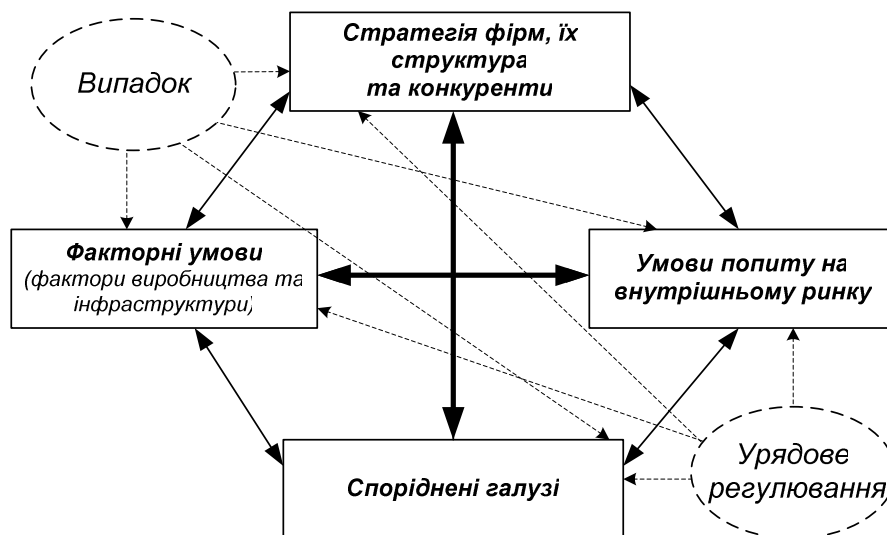 Стратегія фірм, їх
структура
та конкуренти
Випадок
Факторні умови
(фактори виробництва та
інфраструктури)
Умови попиту на
внутрішньому ринку
Споріднені галузі
Урядове
регулювання